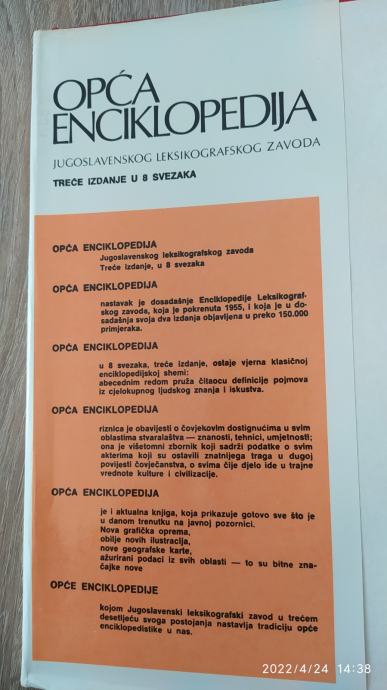 OPĆA
ENCIKLOPEDIJA
JUGOSLAVENSKOG LEKSIKOGRAFSKOG ZAVODA
TREĆE IZDANJE U 8 SVEZAKA
OPĆA ENCIKLOPEDIJA
Jugoslavenskog leksikografskog zavoda
Treće izdanje, u 8 svezaka
OPĆA ENCIKLOPEDIJA
nastavak je dosadašnje Enciklopedije Leksikograf-
skog zavoda, koja je pokrenuta 1955, i koja je u do-
sadašnja svoja dva izdanja objavljena u preko 150.000
primjeraka.
OPĆA ENCIKLOPEDIJA
u 8 svezaka, treće izdanje, ostaje vjerna klasičnoj
enciklopedijskoj shemi:
abecednim redom pruža čitaocu definicije pojmova
iz cjelokupnog ljudskog znanja i iskustva.
OPĆA ENCIKLOPEDIJA
riznica je obavijesti o čovjekovim dostignućima u svim
oblastima stvaralaštva — znanosti, tehnici, umjetnosti;
ona je višetomni zbornik koji sadrži podatke o svim
akterima koji su ostavili znatnijega traga u dugoj
povijesti čovječanstva, o svima čije djelo ide u trajne
vrednote kulture i civilizacije.
OPĆA ENCIKLOPEDIJA
je i aktualna knjiga, koja prikazuje gotovo sve što je
u danom trenutku na javnoj pozornici.
Nova grafička oprema,
obilje novih ilustracija,
nove geografske karte,
ažurirani podaci iz svih oblasti — to su bitne zna-
čajke nove
OPĆE ENCIKLOPEDIJE
kojom Jugoslavenski leksikografski zavod u trećem
desetljeću svoga postojanja nastavlja tradiciju opće
enciklopedistike u nas.
2022/4/24 14:38